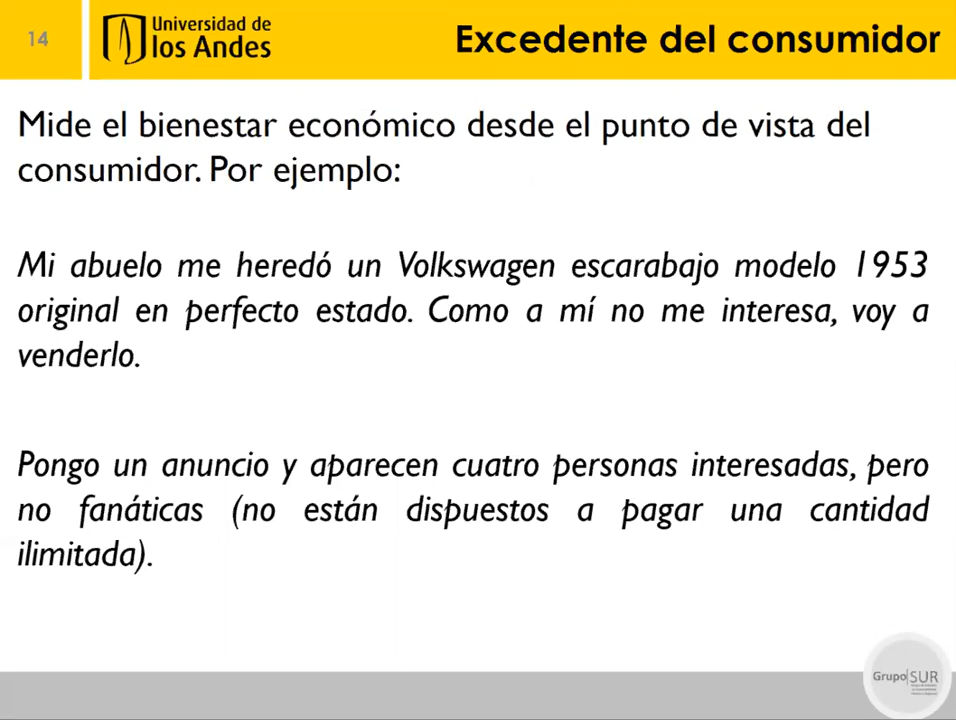 14
Universidad de
los Andes
Excedente del consumidor
Mide el bienestar económico desde el punto de vista del
consumidor. Por ejemplo:
Mi abuelo me heredó un Volkswagen escarabajo modelo 1953
original en perfecto estado. Como a mí no me interesa, voy a
venderlo.
Pongo un anuncio y aparecen cuatro personas interesadas, pero
no fanáticas (no están dispuestos a pagar una cantidad
ilimitada).
Grupo|SUR